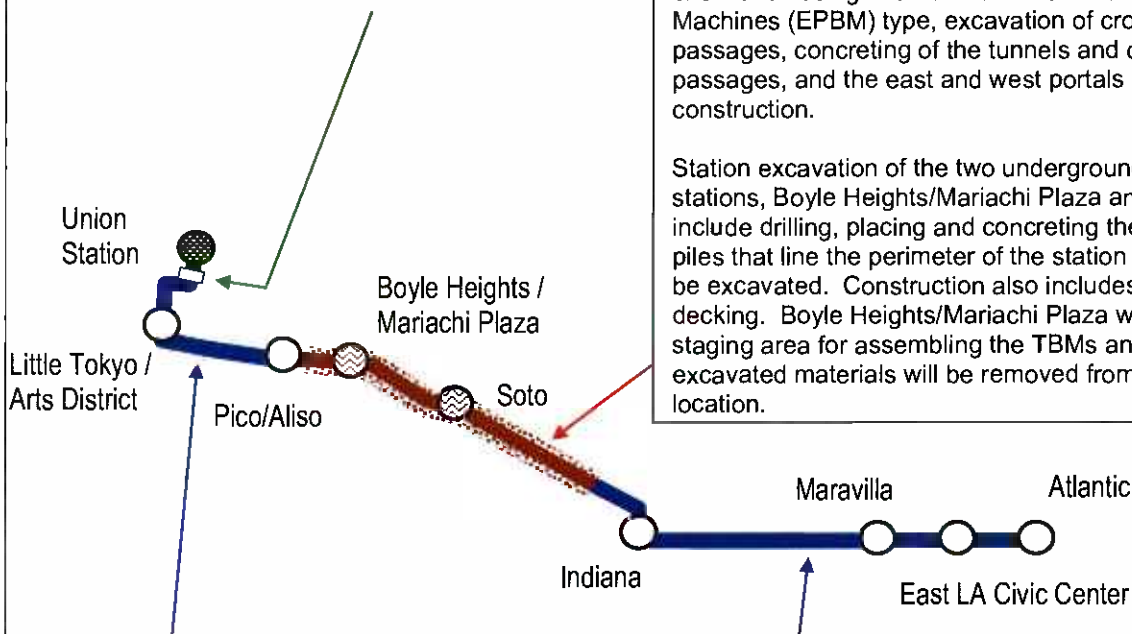 Machines (EPBM) type, excavation of cro
passages, concreting of the tunnels and c
passages, and the east and west portals
construction.
Station excavation of the two undergroun
stations, Boyle Heights/Mariachi Plaza an
include drilling, placing and concreting the
piles that line the perimeter of the station
be excavated. Construction also includes
decking. Boyle Heights/Mariachi Plaza w
staging area for assembling the TBMs an
excavated materials will be removed from
location.
Union
Station
Boyle Heights /
Mariachi Plaza
Little Tokyo /
Arts District
Pico/Aliso
Soto
Maravilla
Atlantic
Indiana
East LA Civic Center